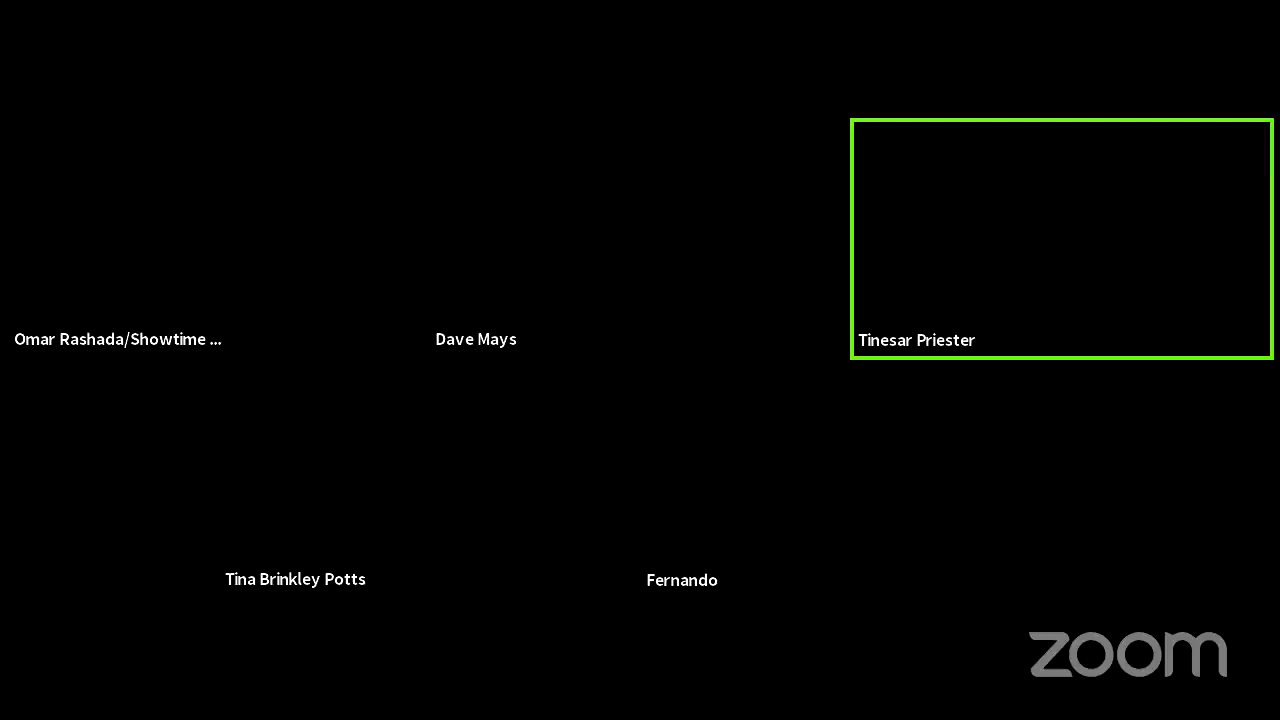 Omar Rashada/Showtime ...
Dave Mays
Tinesar Priester
Tina Brinkley Potts
Fernando
zoom